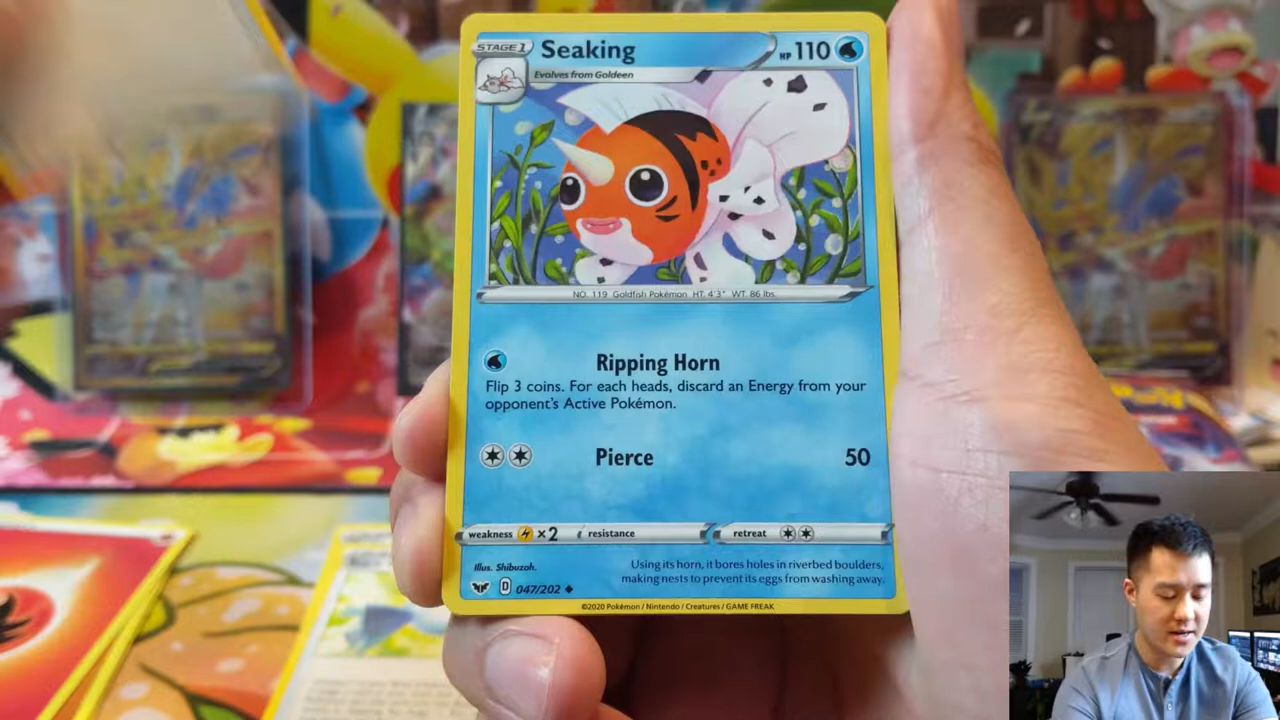 STAGE 1
Seaking
HP 110
Evolves from Goldeen
NO. 119 Goldfish Pokémon HT: 4'3" WT: 86 lbs.
Ripping Horn
Flip 3 coins. For each heads, discard an Energy from your
opponent's Active Pokémon.
Pierce 50
weakness ×2 resistance retreat
Illus. Shibuzoh.
Using its horn, it bores holes in riverbed boulders,
making nests to prevent its eggs from washing away.
D 047/202
©2020 Pokémon / Nintendo / Creatures / GAME FREAK